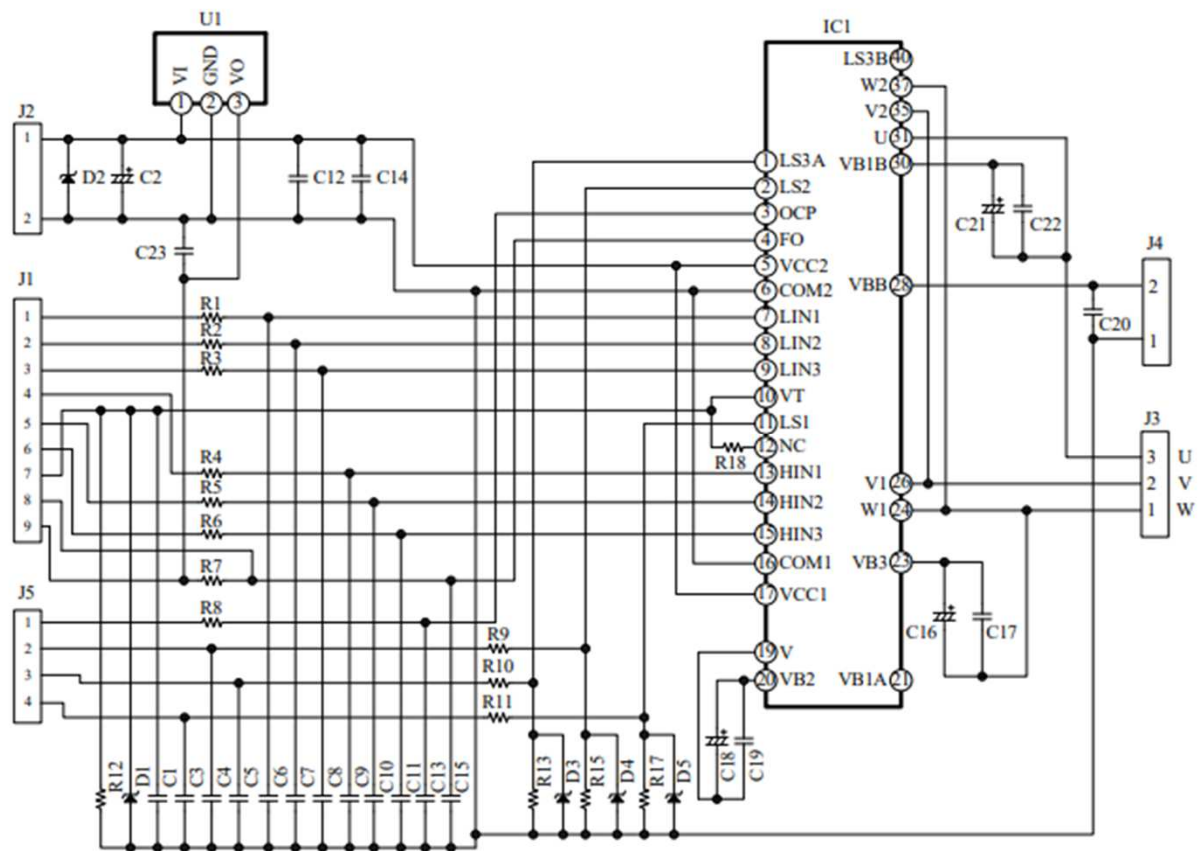 U1
VI
GND
VO
1
2
3
J2
1
2
D2
C2
C12
C14
C23
J1
1
2
3
4
5
6
7
8
9
R1
R2
R3
R4
R5
R6
R7
J5
1
2
3
4
R8
R9
R10
R11
R12
D1
C1
C3
C4
C5
C6
C7
C8
C9
C10
C11
C13
C15
R13
D3
R15
D4
R17
D5
R18
IC1
1 LS3A
2 LS2
3 OCP
4 FO
5 VCC2
6 COM2
7 LIN1
8 LIN2
9 LIN3
10 VT
11 LS1
12 NC
13 HIN1
14 HIN2
15 HIN3
16 COM1
17 VCC1
19 V
20 VB2
LS3B 40
W2 37
V2 35
U 31
VB1B 30
VBB 28
V1 26
W1 24
VB3 23
VB1A 21
C18
C19
C21
C22
C20
C16
C17
J4
2
1
J3
3 U
2 V
1 W